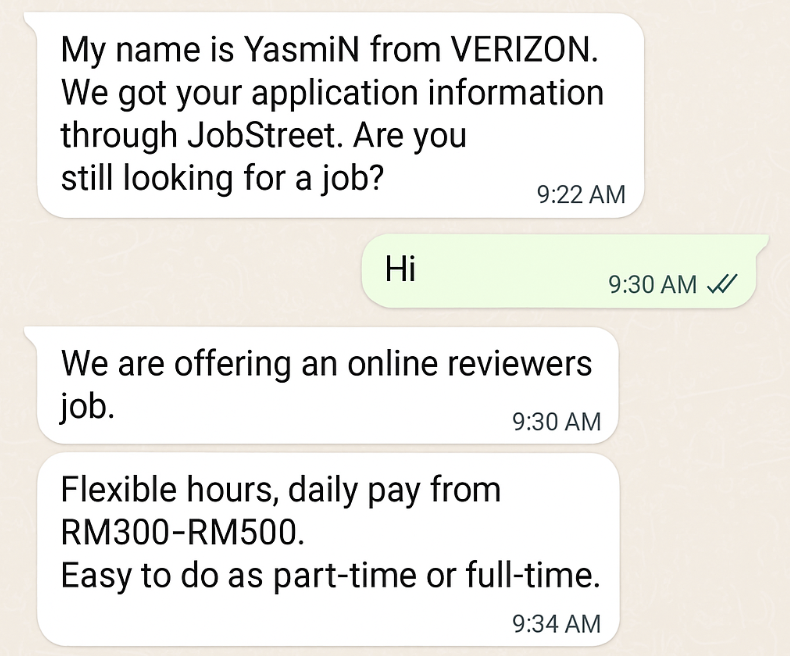 My name is YasmiN from VERIZON.
We got your application information
through JobStreet. Are you
still looking for a job?
9:22 AM
Hi
9:30 AM
We are offering an online reviewers
job.
9:30 AM
Flexible hours, daily pay from
RM300-RM500.
Easy to do as part-time or full-time.
9:34 AM